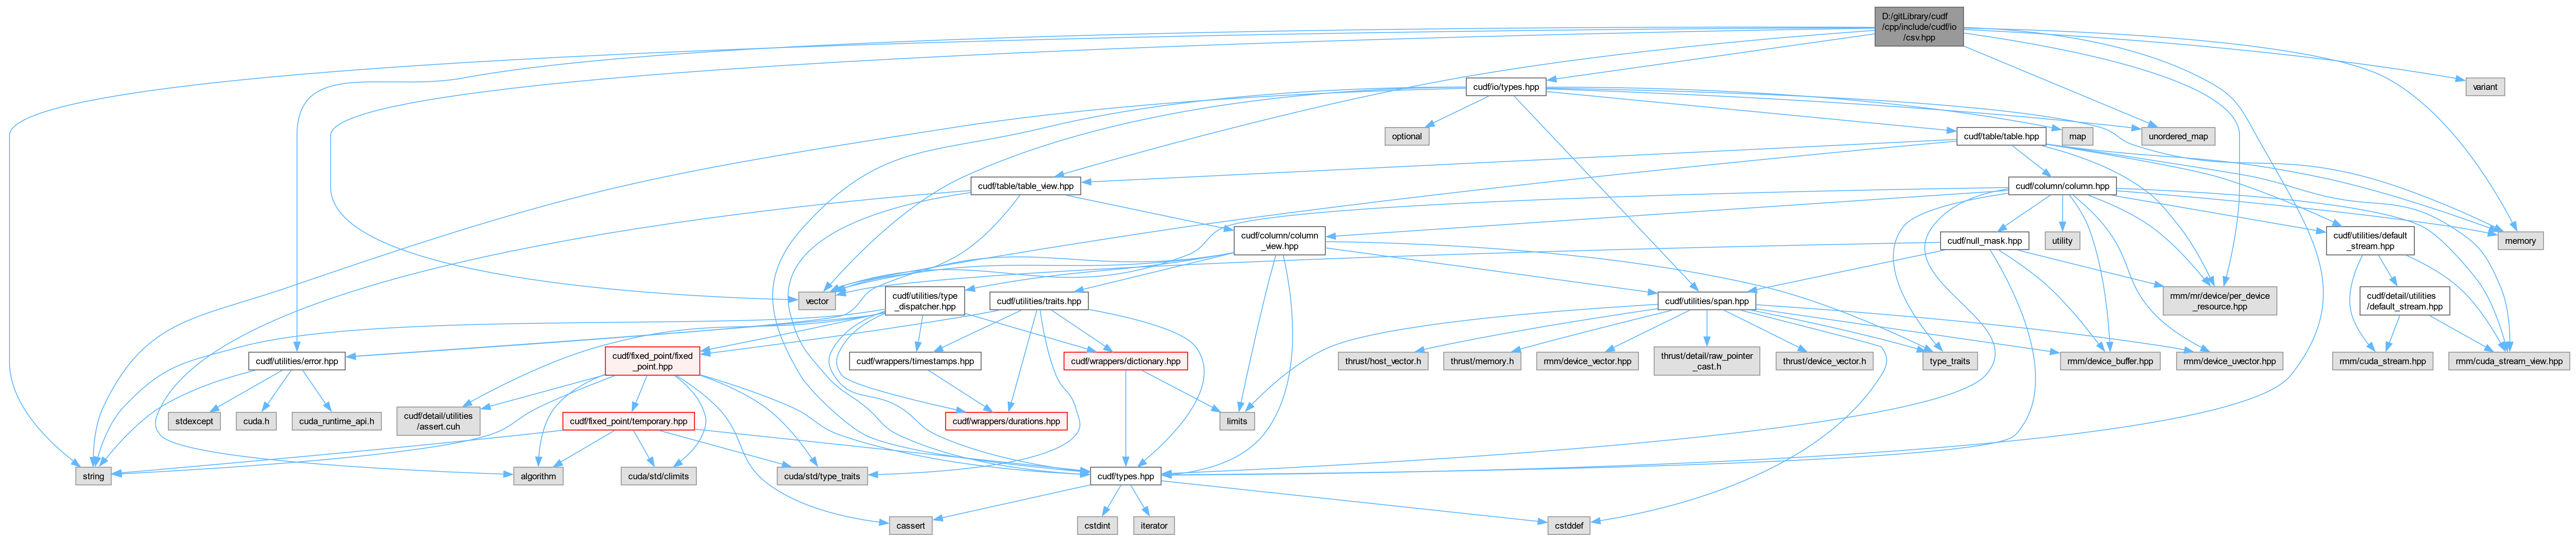 D:/gitLibrary/cudf
/cpp/include/cudf/io
/csv.hpp
cudf/io/types.hpp
variant
optional
cudf/table/table.hpp
map
unordered_map
cudf/table/table_view.hpp
cudf/column/column.hpp
cudf/column/column
_view.hpp
cudf/null_mask.hpp
utility
cudf/utilities/default
_stream.hpp
memory
vector
cudf/utilities/type
_dispatcher.hpp
cudf/utilities/traits.hpp
cudf/utilities/span.hpp
rmm/mr/device/per_device
_resource.hpp
cudf/detail/utilities
/default_stream.hpp
cudf/utilities/error.hpp
cudf/fixed_point/fixed
_point.hpp
cudf/wrappers/timestamps.hpp
cudf/wrappers/dictionary.hpp
thrust/host_vector.h
thrust/memory.h
rmm/device_vector.hpp
thrust/detail/raw_pointer
_cast.h
thrust/device_vector.h
type_traits
rmm/device_buffer.hpp
rmm/device_uvector.hpp
rmm/cuda_stream.hpp
rmm/cuda_stream_view.hpp
stdexcept
cuda.h
cuda_runtime_api.h
cudf/detail/utilities
/assert.cuh
cudf/fixed_point/temporary.hpp
cudf/wrappers/durations.hpp
limits
string
algorithm
cuda/std/climits
cuda/std/type_traits
cudf/types.hpp
cassert
cstdint
iterator
cstddef